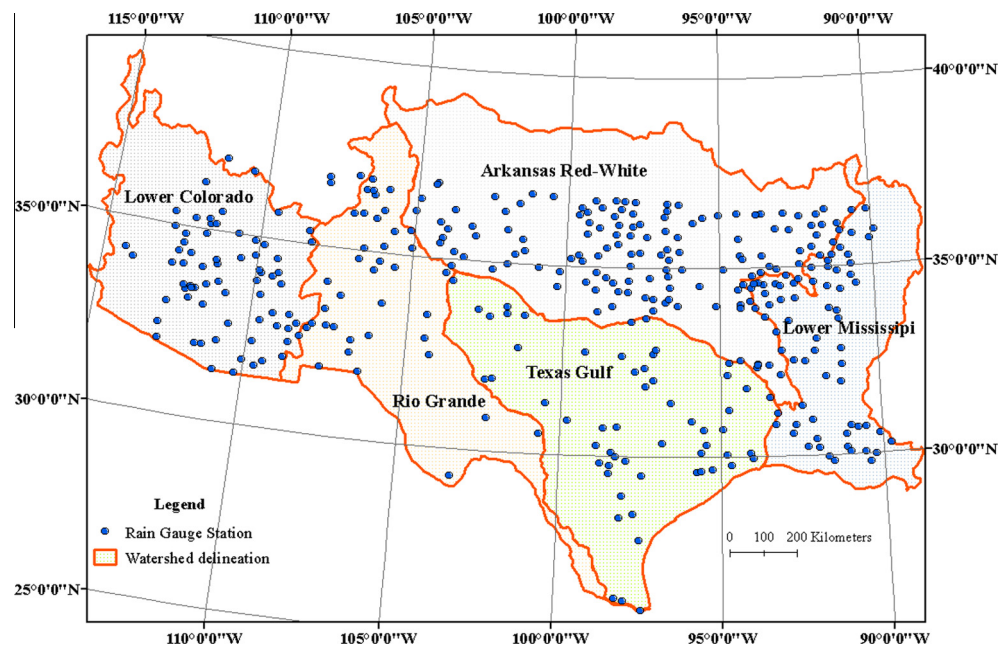 115°0'0"W 110°0'0"W 105°0'0"W 100°0'0"W 95°0'0"W 90°0'0"W
40°0'0"N
Arkansas Red-White
Lower Colorado
35°0'0"N
35°0'0"N
Lower Mississipi
Texas Gulf
Rio Grande
30°0'0"N
30°0'0"N
Legend
Rain Gauge Station
Watershed delineation
0 100 200 Kilometers
25°0'0"N
110°0'0"W 105°0'0"W 100°0'0"W 95°0'0"W 90°0'0"W